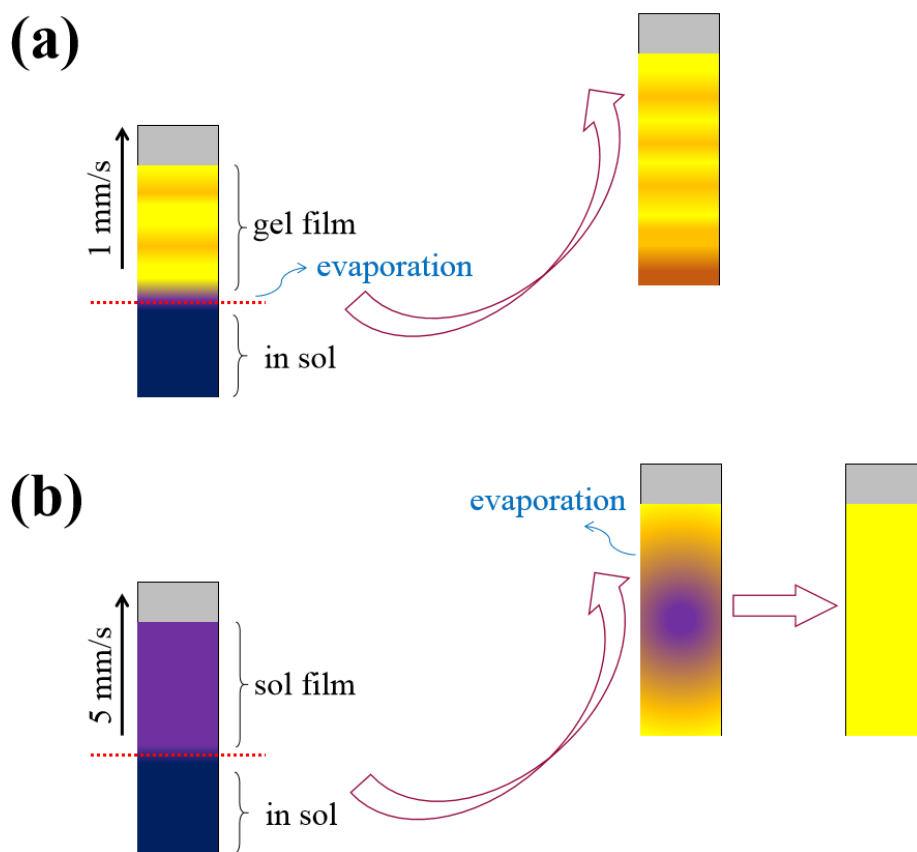 (a)
1 mm/s
gel film
evaporation
in sol
(b)
evaporation
5 mm/s
sol film
in sol